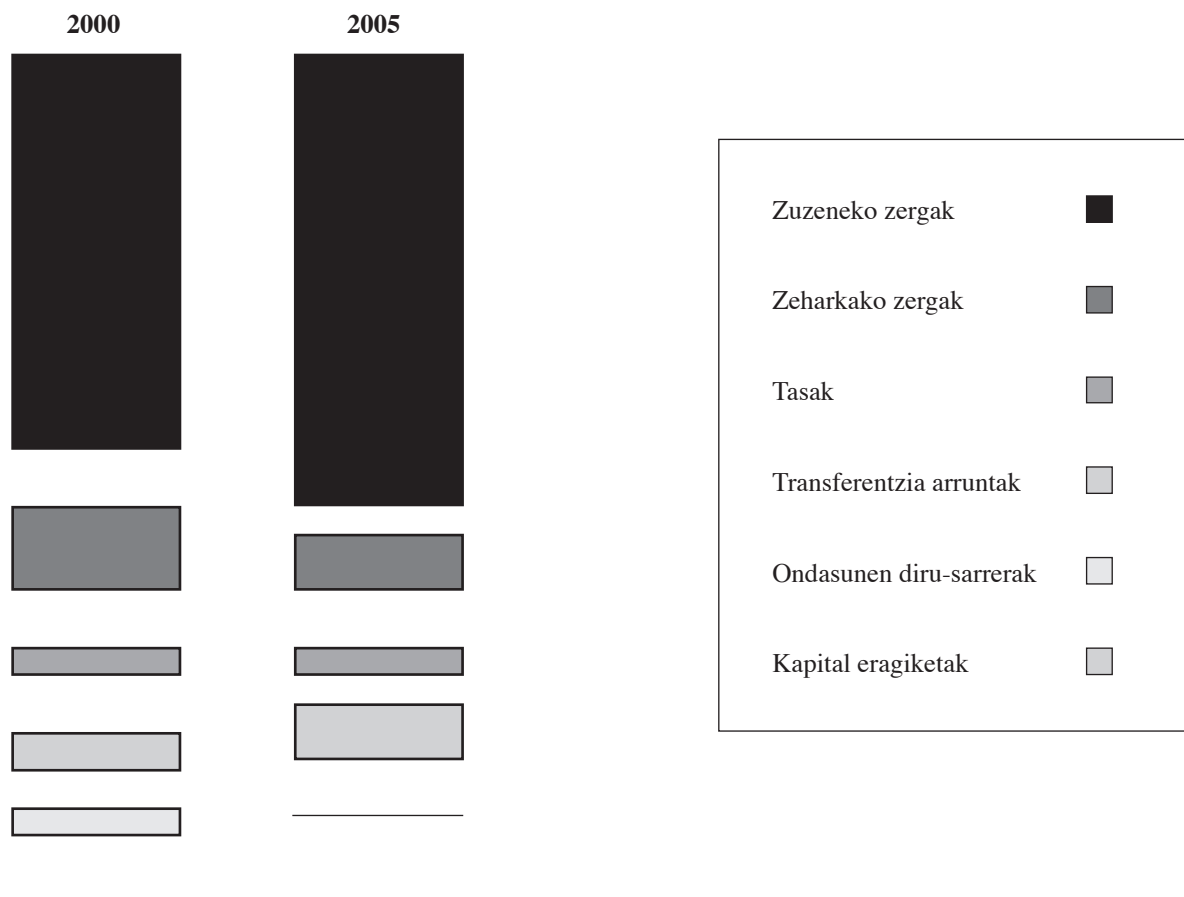 2000 2005
Zuzeneko zergak
Zeharkako zergak
Tasak
Transferentzia arruntak
Ondasunen diru-sarrerak
Kapital eragiketak